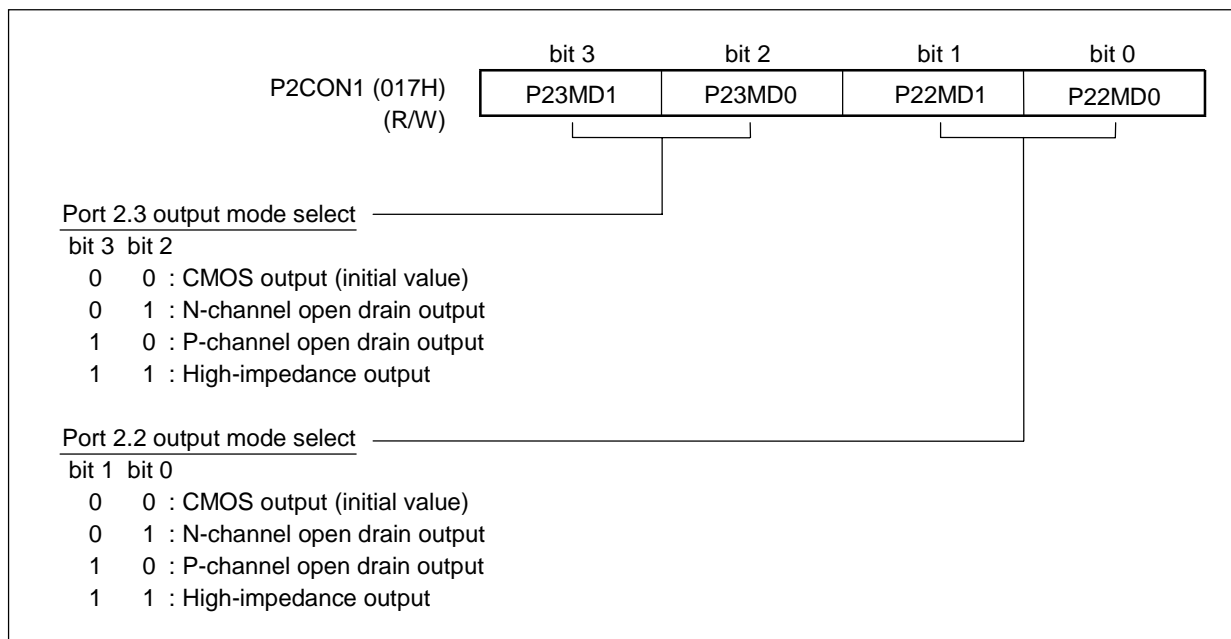 bit 3 bit 2 bit 1 bit 0
P2CON1 (017H) P23MD1 P23MD0 P22MD1 P22MD0
(R/W)
Port 2.3 output mode select
bit 3 bit 2
0 0 : CMOS output (initial value)
0 1 : N-channel open drain output
1 0 : P-channel open drain output
1 1 : High-impedance output
Port 2.2 output mode select
bit 1 bit 0
0 0 : CMOS output (initial value)
0 1 : N-channel open drain output
1 0 : P-channel open drain output
1 1 : High-impedance output